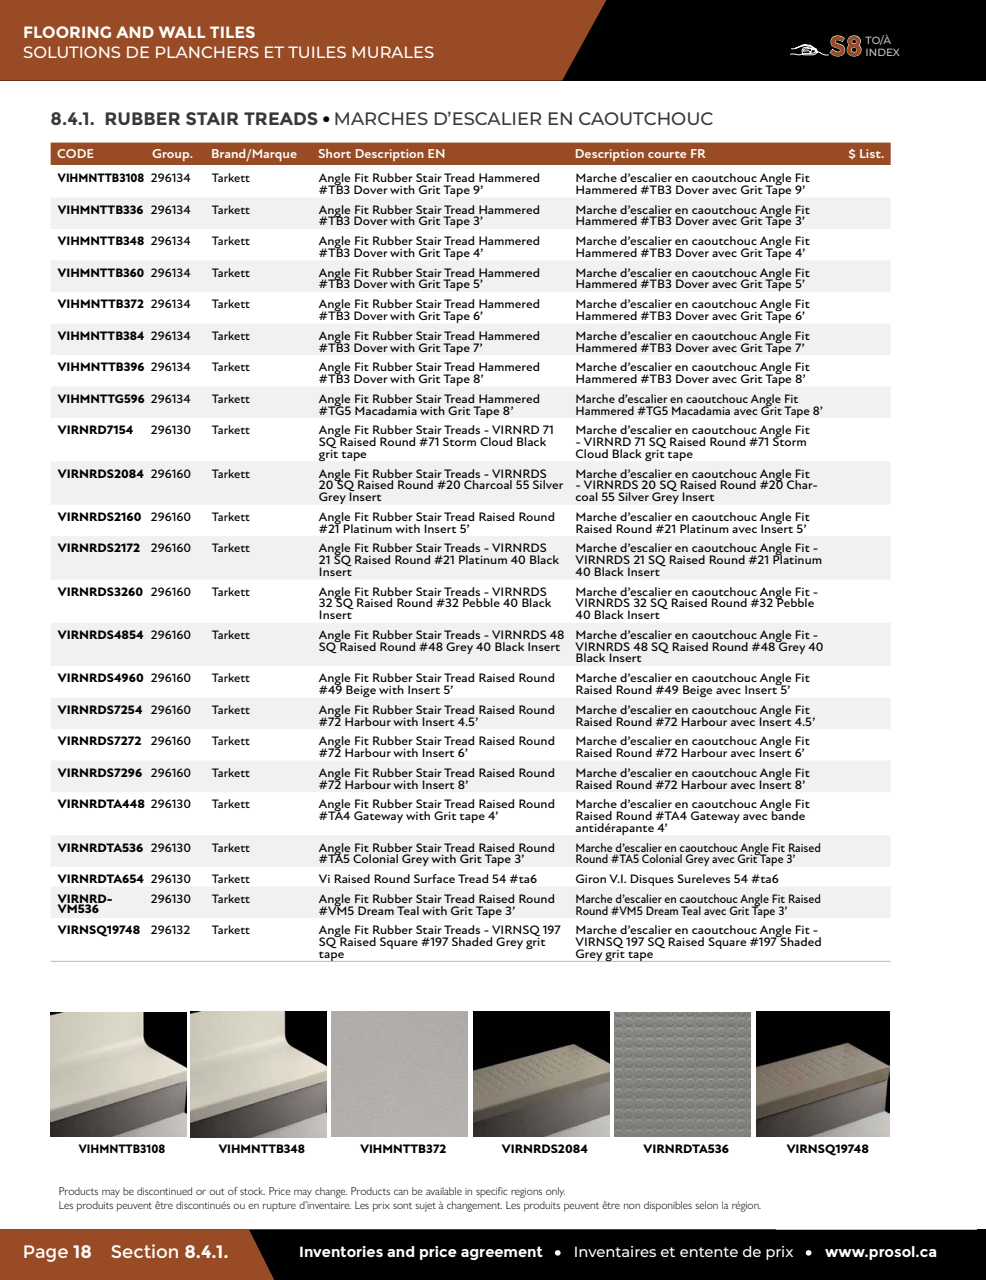 FLOORING AND WALL TILES
SOLUTIONS DE PLANCHERS ET TUILES MURALES
S8 TO/À INDEX
8.4.1. RUBBER STAIR TREADS • MARCHES D’ESCALIER EN CAOUTCHOUC
CODE Group. Brand/Marque Short Description EN Description courte FR $ List.
VIHMNTTB3108 296134 Tarkett Angle Fit Rubber Stair Tread Hammered Marche d’escalier en caoutchouc Angle Fit
#TB3 Dover with Grit Tape 9’ Hammered #TB3 Dover avec Grit Tape 9’
VIHMNTTB336 296134 Tarkett Angle Fit Rubber Stair Tread Hammered Marche d’escalier en caoutchouc Angle Fit
#TB3 Dover with Grit Tape 3’ Hammered #TB3 Dover avec Grit Tape 3’
VIHMNTTB348 296134 Tarkett Angle Fit Rubber Stair Tread Hammered Marche d’escalier en caoutchouc Angle Fit
#TB3 Dover with Grit Tape 4’ Hammered #TB3 Dover avec Grit Tape 4’
VIHMNTTB360 296134 Tarkett Angle Fit Rubber Stair Tread Hammered Marche d’escalier en caoutchouc Angle Fit
#TB3 Dover with Grit Tape 5’ Hammered #TB3 Dover avec Grit Tape 5’
VIHMNTTB372 296134 Tarkett Angle Fit Rubber Stair Tread Hammered Marche d’escalier en caoutchouc Angle Fit
#TB3 Dover with Grit Tape 6’ Hammered #TB3 Dover avec Grit Tape 6’
VIHMNTTB384 296134 Tarkett Angle Fit Rubber Stair Tread Hammered Marche d’escalier en caoutchouc Angle Fit
#TB3 Dover with Grit Tape 7’ Hammered #TB3 Dover avec Grit Tape 7’
VIHMNTTB396 296134 Tarkett Angle Fit Rubber Stair Tread Hammered Marche d’escalier en caoutchouc Angle Fit
#TB3 Dover with Grit Tape 8’ Hammered #TB3 Dover avec Grit Tape 8’
VIHMNTTG596 296134 Tarkett Angle Fit Rubber Stair Tread Hammered Marche d’escalier en caoutchouc Angle Fit
#TG5 Macadamia with Grit Tape 8’ Hammered #TG5 Macadamia avec Grit Tape 8’
VIRNRD7154 296130 Tarkett Angle Fit Rubber Stair Treads - VIRNRD 71 Marche d’escalier en caoutchouc Angle Fit
SQ Raised Round #71 Storm Cloud Black - VIRNRD 71 SQ Raised Round #71 Storm
grit tape Cloud Black grit tape
VIRNRDS2084 296160 Tarkett Angle Fit Rubber Stair Treads - VIRNRDS Marche d’escalier en caoutchouc Angle Fit
20 SQ Raised Round #20 Charcoal 55 Silver - VIRNRDS 20 SQ Raised Round #20 Char-
Grey Insert coal 55 Silver Grey Insert
VIRNRDS2160 296160 Tarkett Angle Fit Rubber Stair Tread Raised Round Marche d’escalier en caoutchouc Angle Fit
#21 Platinum with Insert 5’ Raised Round #21 Platinum avec Insert 5’
VIRNRDS2172 296160 Tarkett Angle Fit Rubber Stair Treads - VIRNRDS Marche d’escalier en caoutchouc Angle Fit -
21 SQ Raised Round #21 Platinum 40 Black VIRNRDS 21 SQ Raised Round #21 Platinum
Insert 40 Black Insert
VIRNRDS3260 296160 Tarkett Angle Fit Rubber Stair Treads - VIRNRDS Marche d’escalier en caoutchouc Angle Fit -
32 SQ Raised Round #32 Pebble 40 Black VIRNRDS 32 SQ Raised Round #32 Pebble
Insert 40 Black Insert
VIRNRDS4854 296160 Tarkett Angle Fit Rubber Stair Treads - VIRNRDS 48 Marche d’escalier en caoutchouc Angle Fit -
SQ Raised Round #48 Grey 40 Black Insert VIRNRDS 48 SQ Raised Round #48 Grey 40
Black Insert
VIRNRDS4960 296160 Tarkett Angle Fit Rubber Stair Tread Raised Round Marche d’escalier en caoutchouc Angle Fit
#49 Beige with Insert 5’ Raised Round #49 Beige avec Insert 5’
VIRNRDS7254 296160 Tarkett Angle Fit Rubber Stair Tread Raised Round Marche d’escalier en caoutchouc Angle Fit
#72 Harbour with Insert 4.5’ Raised Round #72 Harbour avec Insert 4.5’
VIRNRDS7272 296160 Tarkett Angle Fit Rubber Stair Tread Raised Round Marche d’escalier en caoutchouc Angle Fit
#72 Harbour with Insert 6’ Raised Round #72 Harbour avec Insert 6’
VIRNRDS7296 296160 Tarkett Angle Fit Rubber Stair Tread Raised Round Marche d’escalier en caoutchouc Angle Fit
#72 Harbour with Insert 8’ Raised Round #72 Harbour avec Insert 8’
VIRNRDTA448 296130 Tarkett Angle Fit Rubber Stair Tread Raised Round Marche d’escalier en caoutchouc Angle Fit
#TA4 Gateway with Grit tape 4’ Raised Round #TA4 Gateway avec bande
antidérapante 4’
VIRNRDTA536 296130 Tarkett Angle Fit Rubber Stair Tread Raised Round Marche d’escalier en caoutchouc Angle Fit Raised
#TA5 Colonial Grey with Grit Tape 3’ Round #TA5 Colonial Grey avec Grit Tape 3’
VIRNRDTA654 296130 Tarkett Vi Raised Round Surface Tread 54 #ta6 Giron V.I. Disques Sureleves 54 #ta6
VIRNRD- 296130 Tarkett Angle Fit Rubber Stair Tread Raised Round Marche d’escalier en caoutchouc Angle Fit Raised
VM536 #VM5 Dream Teal with Grit Tape 3’ Round #VM5 Dream Teal avec Grit Tape 3’
VIRNSQ19748 296132 Tarkett Angle Fit Rubber Stair Treads - VIRNSQ 197 Marche d’escalier en caoutchouc Angle Fit -
SQ Raised Square #197 Shaded Grey grit VIRNSQ 197 SQ Raised Square #197 Shaded
tape Grey grit tape
VIHMNTTB3108 VIHMNTTB348 VIHMNTTB372 VIRNRDS2084 VIRNRDTA536 VIRNSQ19748
Products may be discontinued or out of stock. Price may change. Products can be available in specific regions only.
Les produits peuvent être discontinués ou en rupture d’inventaire. Les prix sont sujet à changement. Les produits peuvent être non disponibles selon la région.
Page 18 Section 8.4.1. Inventories and price agreement • Inventaires et entente de prix • www.prosol.ca